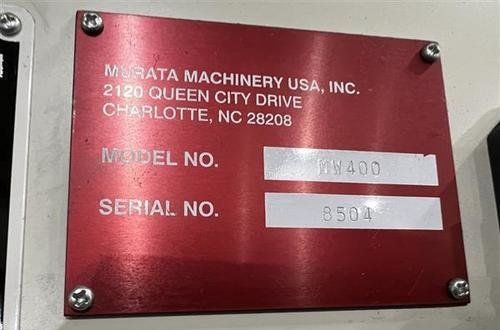 MURATA MACHINERY USA, INC.
2120 QUEEN CITY DRIVE
CHARLOTTE, NC 28208
MODEL NO. MW400
SERIAL NO. 8504